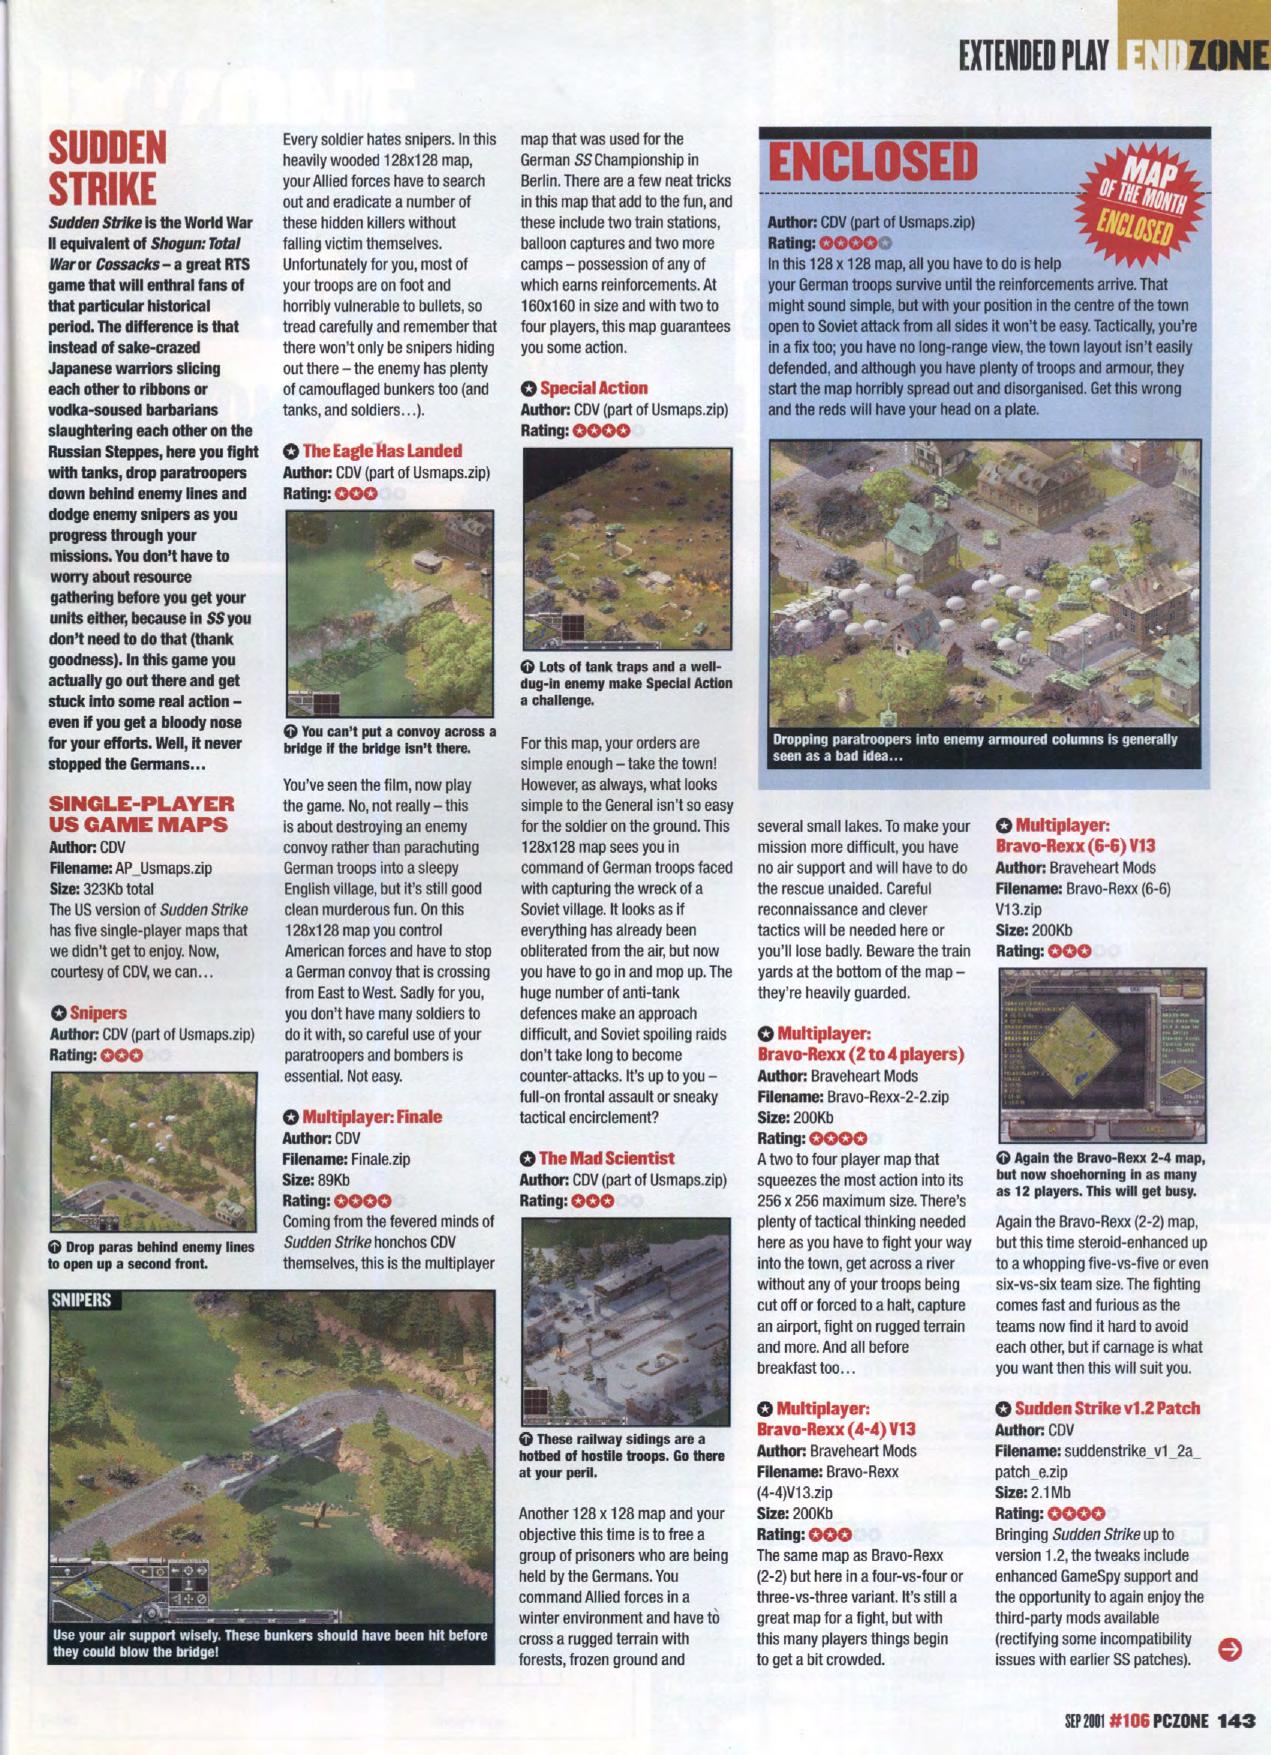 EXTENDED PLAY ENDZONE
SUDDEN
STRIKE
Sudden Strike is the World War
II equivalent of Shogun: Total
War or Cossacks – a great RTS
game that will enthral fans of
that particular historical
period. The difference is that
instead of sake-crazed
Japanese warriors slicing
each other to ribbons or
vodka-soused barbarians
slaughtering each other on the
Russian Steppes, here you fight
with tanks, drop paratroopers
down behind enemy lines and
dodge enemy snipers as you
progress through your
missions. You don't have to
worry about resource
gathering before you get your
units either, because in SS you
don't need to do that (thank
goodness). In this game you
actually go out there and get
stuck into some real action –
even if you get a bloody nose
for your efforts. Well, it never
stopped the Germans...
SINGLE-PLAYER
US GAME MAPS
Author: CDV
Filename: AP_Usmaps.zip
Size: 323Kb total
The US version of Sudden Strike
has five single-player maps that
we didn't get to enjoy. Now,
courtesy of CDV, we can...
Snipers
Author: CDV (part of Usmaps.zip)
Rating:
Drop paras behind enemy lines
to open up a second front.
SNIPERS
Use your air support wisely. These bunkers should have been hit before
they could blow the bridge!
Every soldier hates snipers. In this
heavily wooded 128x128 map,
your Allied forces have to search
out and eradicate a number of
these hidden killers without
falling victim themselves.
Unfortunately for you, most of
your troops are on foot and
horribly vulnerable to bullets, so
tread carefully and remember that
there won't only be snipers hiding
out there – the enemy has plenty
of camouflaged bunkers too (and
tanks, and soldiers...).
The Eagle Has Landed
Author: CDV (part of Usmaps.zip)
Rating:
You can't put a convoy across a
bridge if the bridge isn't there.
You've seen the film, now play
the game. No, not really – this
is about destroying an enemy
convoy rather than parachuting
German troops into a sleepy
English village, but it's still good
clean murderous fun. On this
128x128 map you control
American forces and have to stop
a German convoy that is crossing
from East to West. Sadly for you,
you don't have many soldiers to
do it with, so careful use of your
paratroopers and bombers is
essential. Not easy.
Multiplayer: Finale
Author: CDV
Filename: Finale.zip
Size: 89Kb
Rating:
Coming from the fevered minds of
Sudden Strike honchos CDV
themselves, this is the multiplayer
map that was used for the
German SS Championship in
Berlin. There are a few neat tricks
in this map that add to the fun, and
these include two train stations,
balloon captures and two more
camps – possession of any of
which earns reinforcements. At
160x160 in size and with two to
four players, this map guarantees
you some action.
Special Action
Author: CDV (part of Usmaps.zip)
Rating:
Lots of tank traps and a well-
dug-in enemy make Special Action
a challenge.
For this map, your orders are
simple enough – take the town!
However, as always, what looks
simple to the General isn't so easy
for the soldier on the ground. This
128x128 map sees you in
command of German troops faced
with capturing the wreck of a
Soviet village. It looks as if
everything has already been
obliterated from the air, but now
you have to go in and mop up. The
huge number of anti-tank
defences make an approach
difficult, and Soviet spoiling raids
don't take long to become
counter-attacks. It's up to you –
full-on frontal assault or sneaky
tactical encirclement?
The Mad Scientist
Author: CDV (part of Usmaps.zip)
Rating:
These railway sidings are a
hotbed of hostile troops. Go there
at your peril.
Another 128 x 128 map and your
objective this time is to free a
group of prisoners who are being
held by the Germans. You
command Allied forces in a
winter environment and have to
cross a rugged terrain with
forests, frozen ground and
ENCLOSED
MAP
OF THE MONTH
ENCLOSED
Author: CDV (part of Usmaps.zip)
Rating:
In this 128 x 128 map, all you have to do is help
your German troops survive until the reinforcements arrive. That
might sound simple, but with your position in the centre of the town
open to Soviet attack from all sides it won't be easy. Tactically, you're
in a fix too; you have no long-range view, the town layout isn't easily
defended, and although you have plenty of troops and armour, they
start the map horribly spread out and disorganised. Get this wrong
and the reds will have your head on a plate.
Dropping paratroopers into enemy armoured columns is generally
seen as a bad idea...
several small lakes. To make your
mission more difficult, you have
no air support and will have to do
the rescue unaided. Careful
reconnaissance and clever
tactics will be needed here or
you'll lose badly. Beware the train
yards at the bottom of the map –
they're heavily guarded.
Multiplayer:
Bravo-Rexx (2 to 4 players)
Author: Braveheart Mods
Filename: Bravo-Rexx-2-2.zip
Size: 200Kb
Rating:
A two to four player map that
squeezes the most action into its
256 x 256 maximum size. There's
plenty of tactical thinking needed
here as you have to fight your way
into the town, get across a river
without any of your troops being
cut off or forced to a halt, capture
an airport, fight on rugged terrain
and more. And all before
breakfast too...
Multiplayer:
Bravo-Rexx (4-4) V13
Author: Braveheart Mods
Filename: Bravo-Rexx
(4-4)V13.zip
Size: 200Kb
Rating:
The same map as Bravo-Rexx
(2-2) but here in a four-vs-four or
three-vs-three variant. It's still a
great map for a fight, but with
this many players things begin
to get a bit crowded.
Multiplayer:
Bravo-Rexx (6-6) V13
Author: Braveheart Mods
Filename: Bravo-Rexx (6-6)
V13.zip
Size: 200Kb
Rating:
Again the Bravo-Rexx 2-4 map,
but now shoehorning in as many
as 12 players. This will get busy.
Again the Bravo-Rexx (2-2) map,
but this time steroid-enhanced up
to a whopping five-vs-five or even
six-vs-six team size. The fighting
comes fast and furious as the
teams now find it hard to avoid
each other, but if carnage is what
you want then this will suit you.
Sudden Strike v1.2 Patch
Author: CDV
Filename: suddenstrike_v1_2a_
patch_e.zip
Size: 2.1Mb
Rating:
Bringing Sudden Strike up to
version 1.2, the tweaks include
enhanced GameSpy support and
the opportunity to again enjoy the
third-party mods available
(rectifying some incompatibility
issues with earlier SS patches).
SEP 2001 #106 PCZONE 143